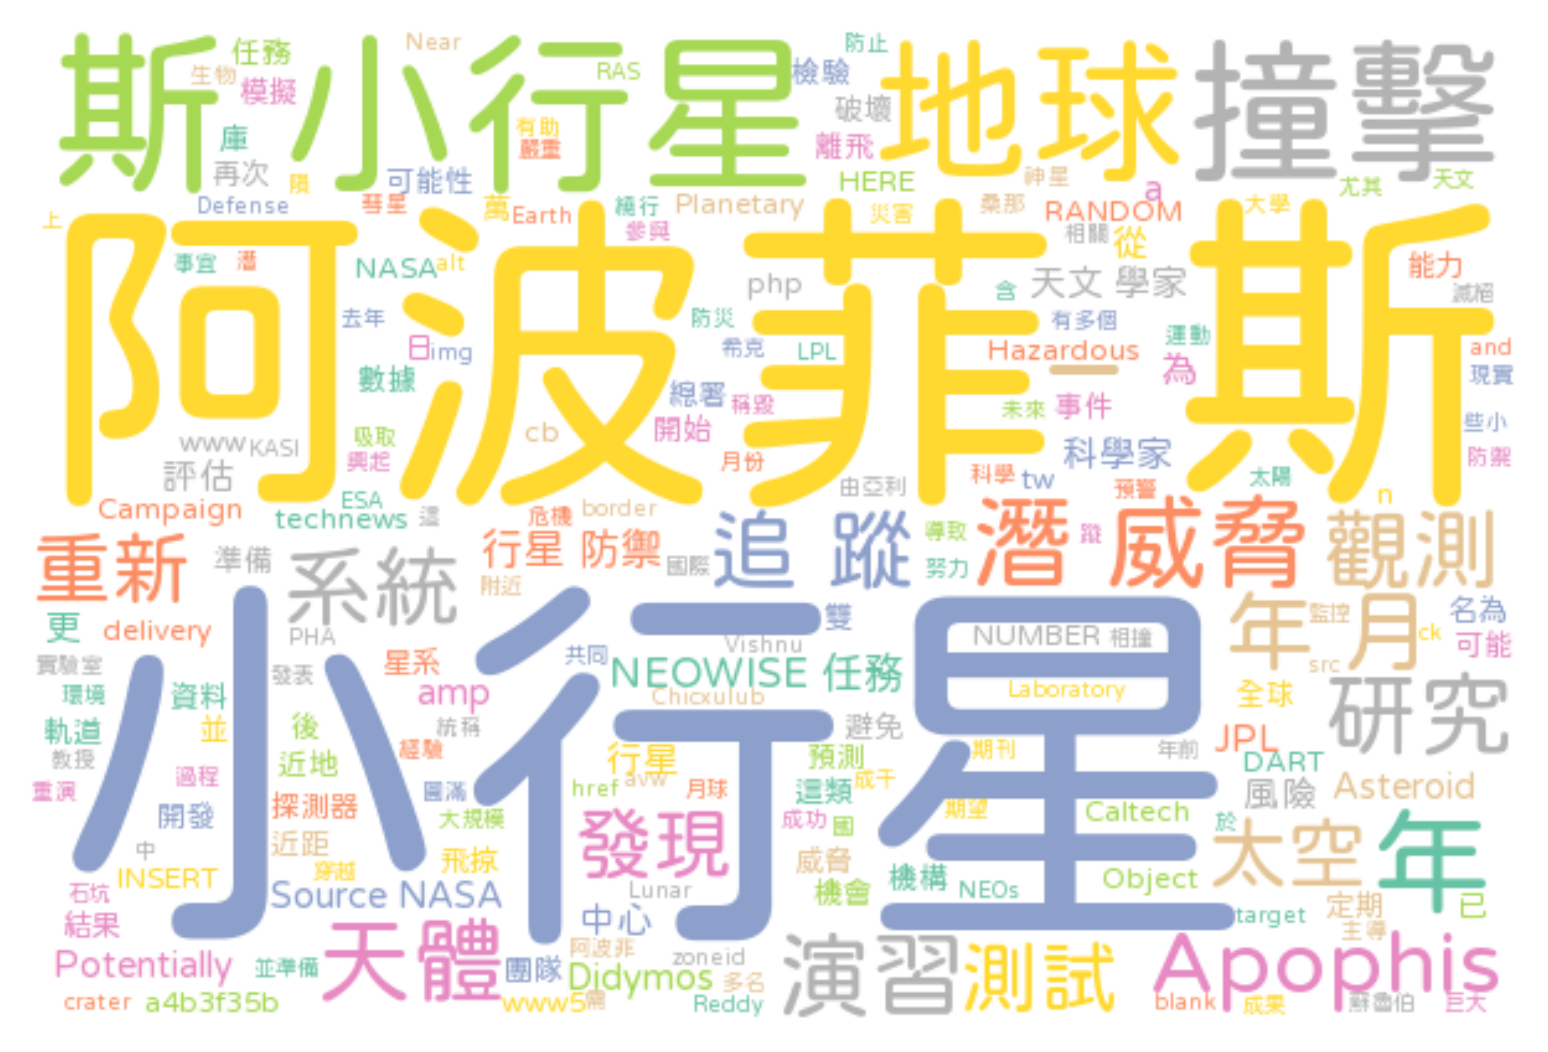 斯小行星
地球
撞擊
任務
生物
模擬
Near
RAS
防止
檢驗
破壞
離飛
庫
再次
隕
可能性
有助
嚴重
HERE
神星
a
尤其
天文
上
Defense
彗星
萬
Earth
繞行
參與
Planetary
災害
桑那
RANDOM
相關
從
大學
阿波菲斯
事宜
潛
NASA
alt
php
含
天文 學家
能力
滅絕
去年
日
img
防災
希克
LPL
有多個
Hazardous
運動
為
and
現實
數據
總署
稱毀
未來
事件
些小
www
KASI
吸取
興起
cb
開始
月份
科學家
防禦
評估
ESA
由亞利
科學
tw
預警
太陽
n
Campaign
technews
這
危機
border
重新
準備
系統
行星 防禦
國際
附近
追 蹤
導致
努力
潛 威脅
蹤
觀測
小行星
更
delivery
PHA
雙
Vishnu
NUMBER
相撞
年月
監控
ck
src
名為
可能
實驗室
環境
資料
發表
星系
amp
共同
NEOWISE 任務
Chicxulub
Laboratory
全球
研究
軌道
教授
並
後
統稱
經驗
避免
期刊
年前
JPL
DART
重演
過程
近地
圓滿
行星
href
avw
月球
預測
這類
成千
風險
Asteroid
開發
探測器
大規模
發現
成功
國
期望
Caltech
於
中
近距
穿越
飛掠
威脅
機會
機構
NEOs
Object
太空
年
INSERT
石坑
結果
Source NASA
Lunar
中心
target
定期
主導
已
Potentially
並準備
天體
團隊
阿波菲
Didymos
zoneid
多名
演習
測試
Apophis
crater
a4b3f35b
www5
需
Reddy
blank
成果
蘇魯伯
巨大